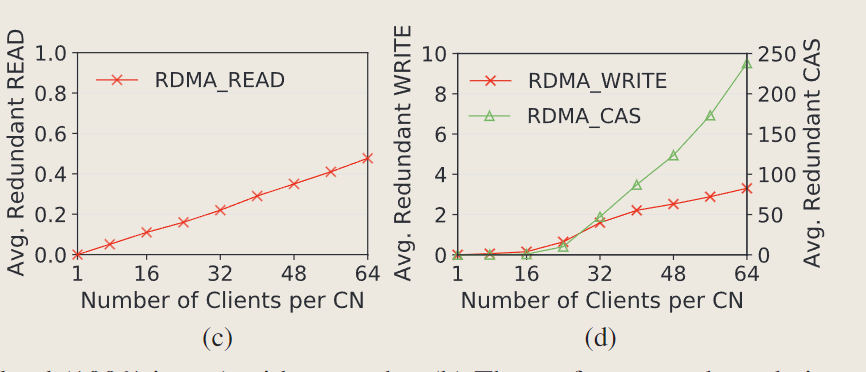 Avg. Redundant READ
1.0
0.8
0.6
0.4
0.2
0.0
RDMA_READ
1 16 32 48 64
Number of Clients per CN
(c)
Avg. Redundant WRITE
10
8
6
4
2
0
RDMA_WRITE
RDMA_CAS
250
200
150
100
50
0
Avg. Redundant CAS
1 16 32 48 64
Number of Clients per CN
(d)